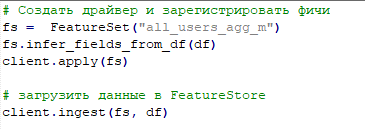 # Создать драйвер и зарегистрировать фичи
fs =  FeatureSet("all_users_agg_m")
fs.infer_fields_from_df(df)
client.apply(fs)

# загрузить данные в FeatureStore
client.ingest(fs, df)